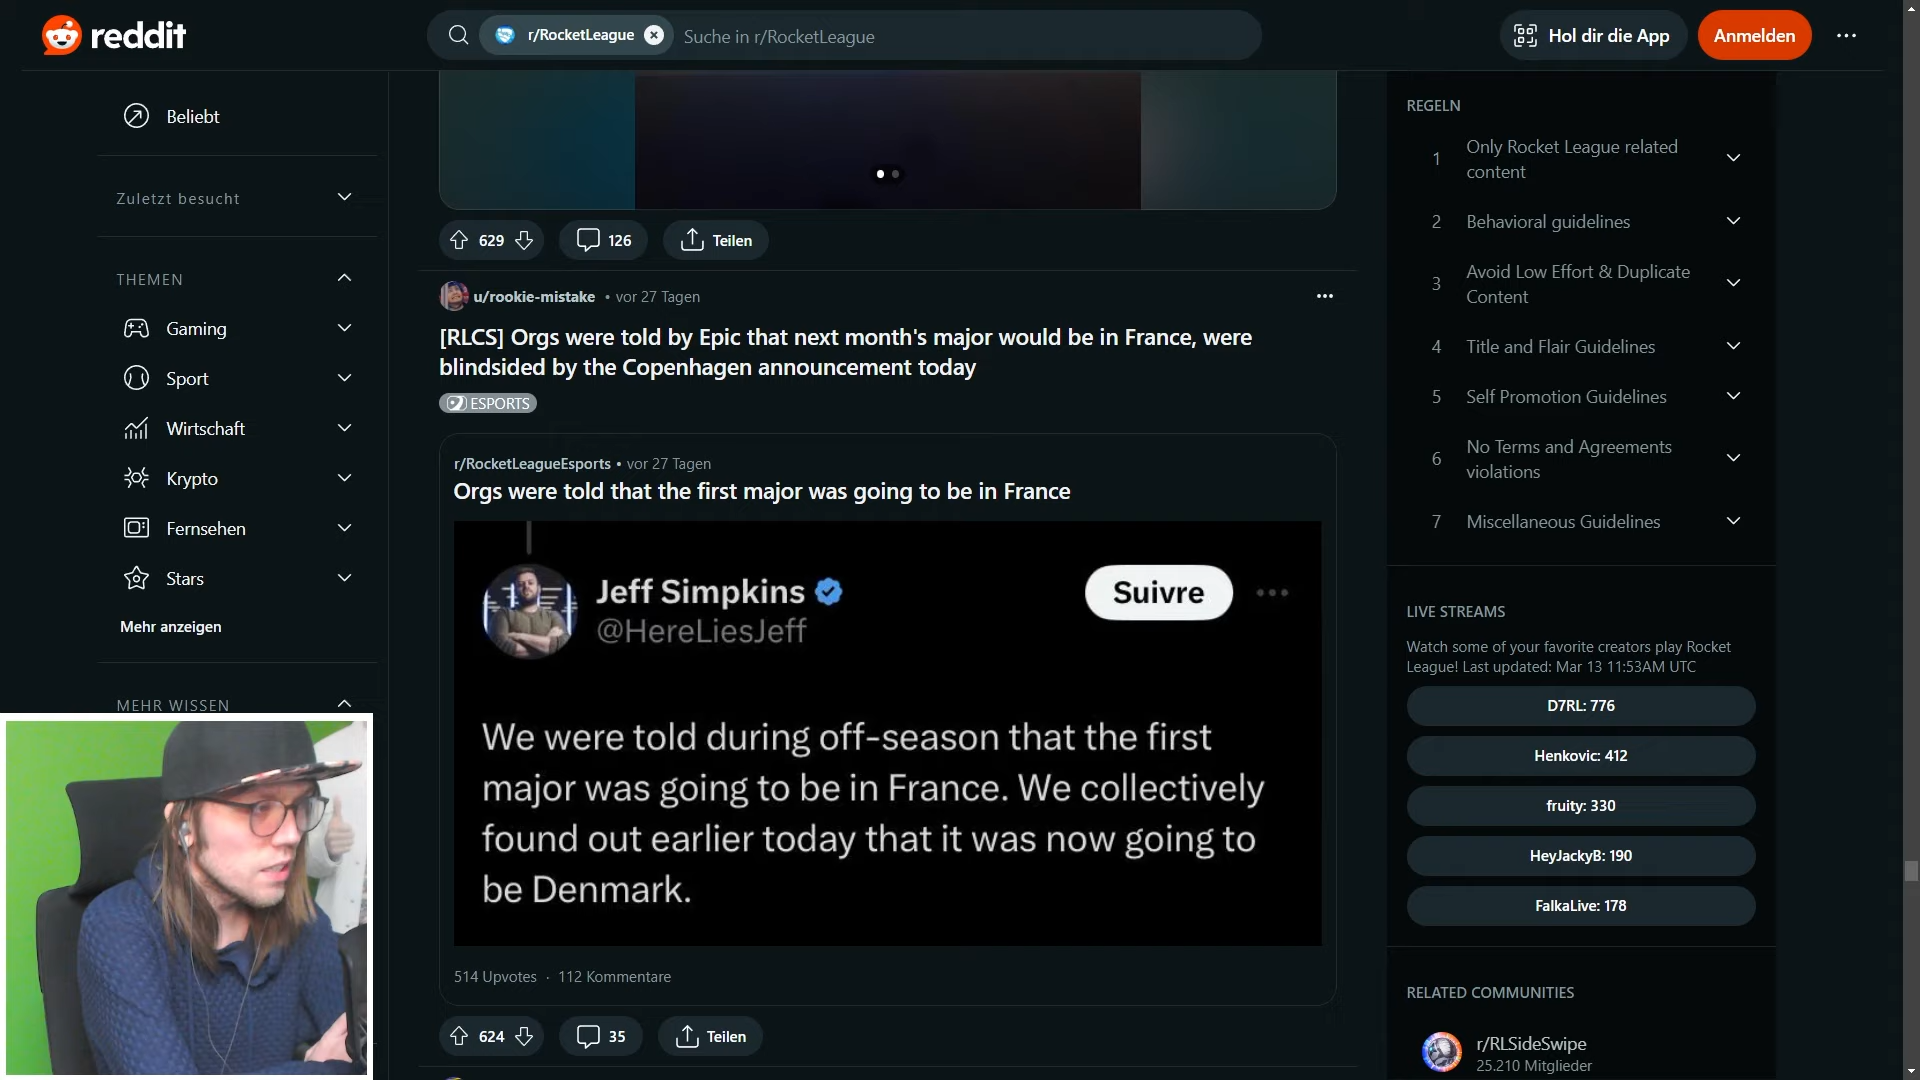 reddit
r/RocketLeague
Suche in r/RocketLeague
Hol dir die App
Anmelden
Beliebt
Zuletzt besucht
THEMEN
Gaming
Sport
Wirtschaft
Krypto
Fernsehen
Stars
Mehr anzeigen
MEHR WISSEN
629
126
Teilen
u/rookie-mistake • vor 27 Tagen
[RLCS] Orgs were told by Epic that next month's major would be in France, were
blindsided by the Copenhagen announcement today
ESPORTS
r/RocketLeagueEsports • vor 27 Tagen
Orgs were told that the first major was going to be in France
Jeff Simpkins
@HereLiesJeff
Suivre
We were told during off-season that the first
major was going to be in France. We collectively
found out earlier today that it was now going to
be Denmark.
514 Upvotes · 112 Kommentare
624
35
Teilen
REGELN
1 Only Rocket League related
content
2 Behavioral guidelines
3 Avoid Low Effort & Duplicate
Content
4 Title and Flair Guidelines
5 Self Promotion Guidelines
6 No Terms and Agreements
violations
7 Miscellaneous Guidelines
LIVE STREAMS
Watch some of your favorite creators play Rocket
League! Last updated: Mar 13 11:53AM UTC
D7RL: 776
Henkovic: 412
fruity: 330
HeyJackyB: 190
FalkaLive: 178
RELATED COMMUNITIES
r/RLSideSwipe
25.210 Mitglieder